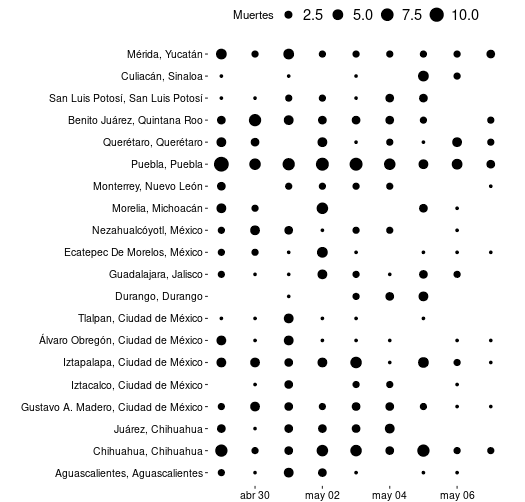 Muertes 2.5 5.0 7.5 10.0
Mérida, Yucatán
Culiacán, Sinaloa
San Luis Potosí, San Luis Potosí
Benito Juárez, Quintana Roo
Querétaro, Querétaro
Puebla, Puebla
Monterrey, Nuevo León
Morelia, Michoacán
Nezahualcóyotl, México
Ecatepec De Morelos, México
Guadalajara, Jalisco
Durango, Durango
Tlalpan, Ciudad de México
Álvaro Obregón, Ciudad de México
Iztapalapa, Ciudad de México
Iztacalco, Ciudad de México
Gustavo A. Madero, Ciudad de México
Juárez, Chihuahua
Chihuahua, Chihuahua
Aguascalientes, Aguascalientes
abr 30 may 02 may 04 may 06